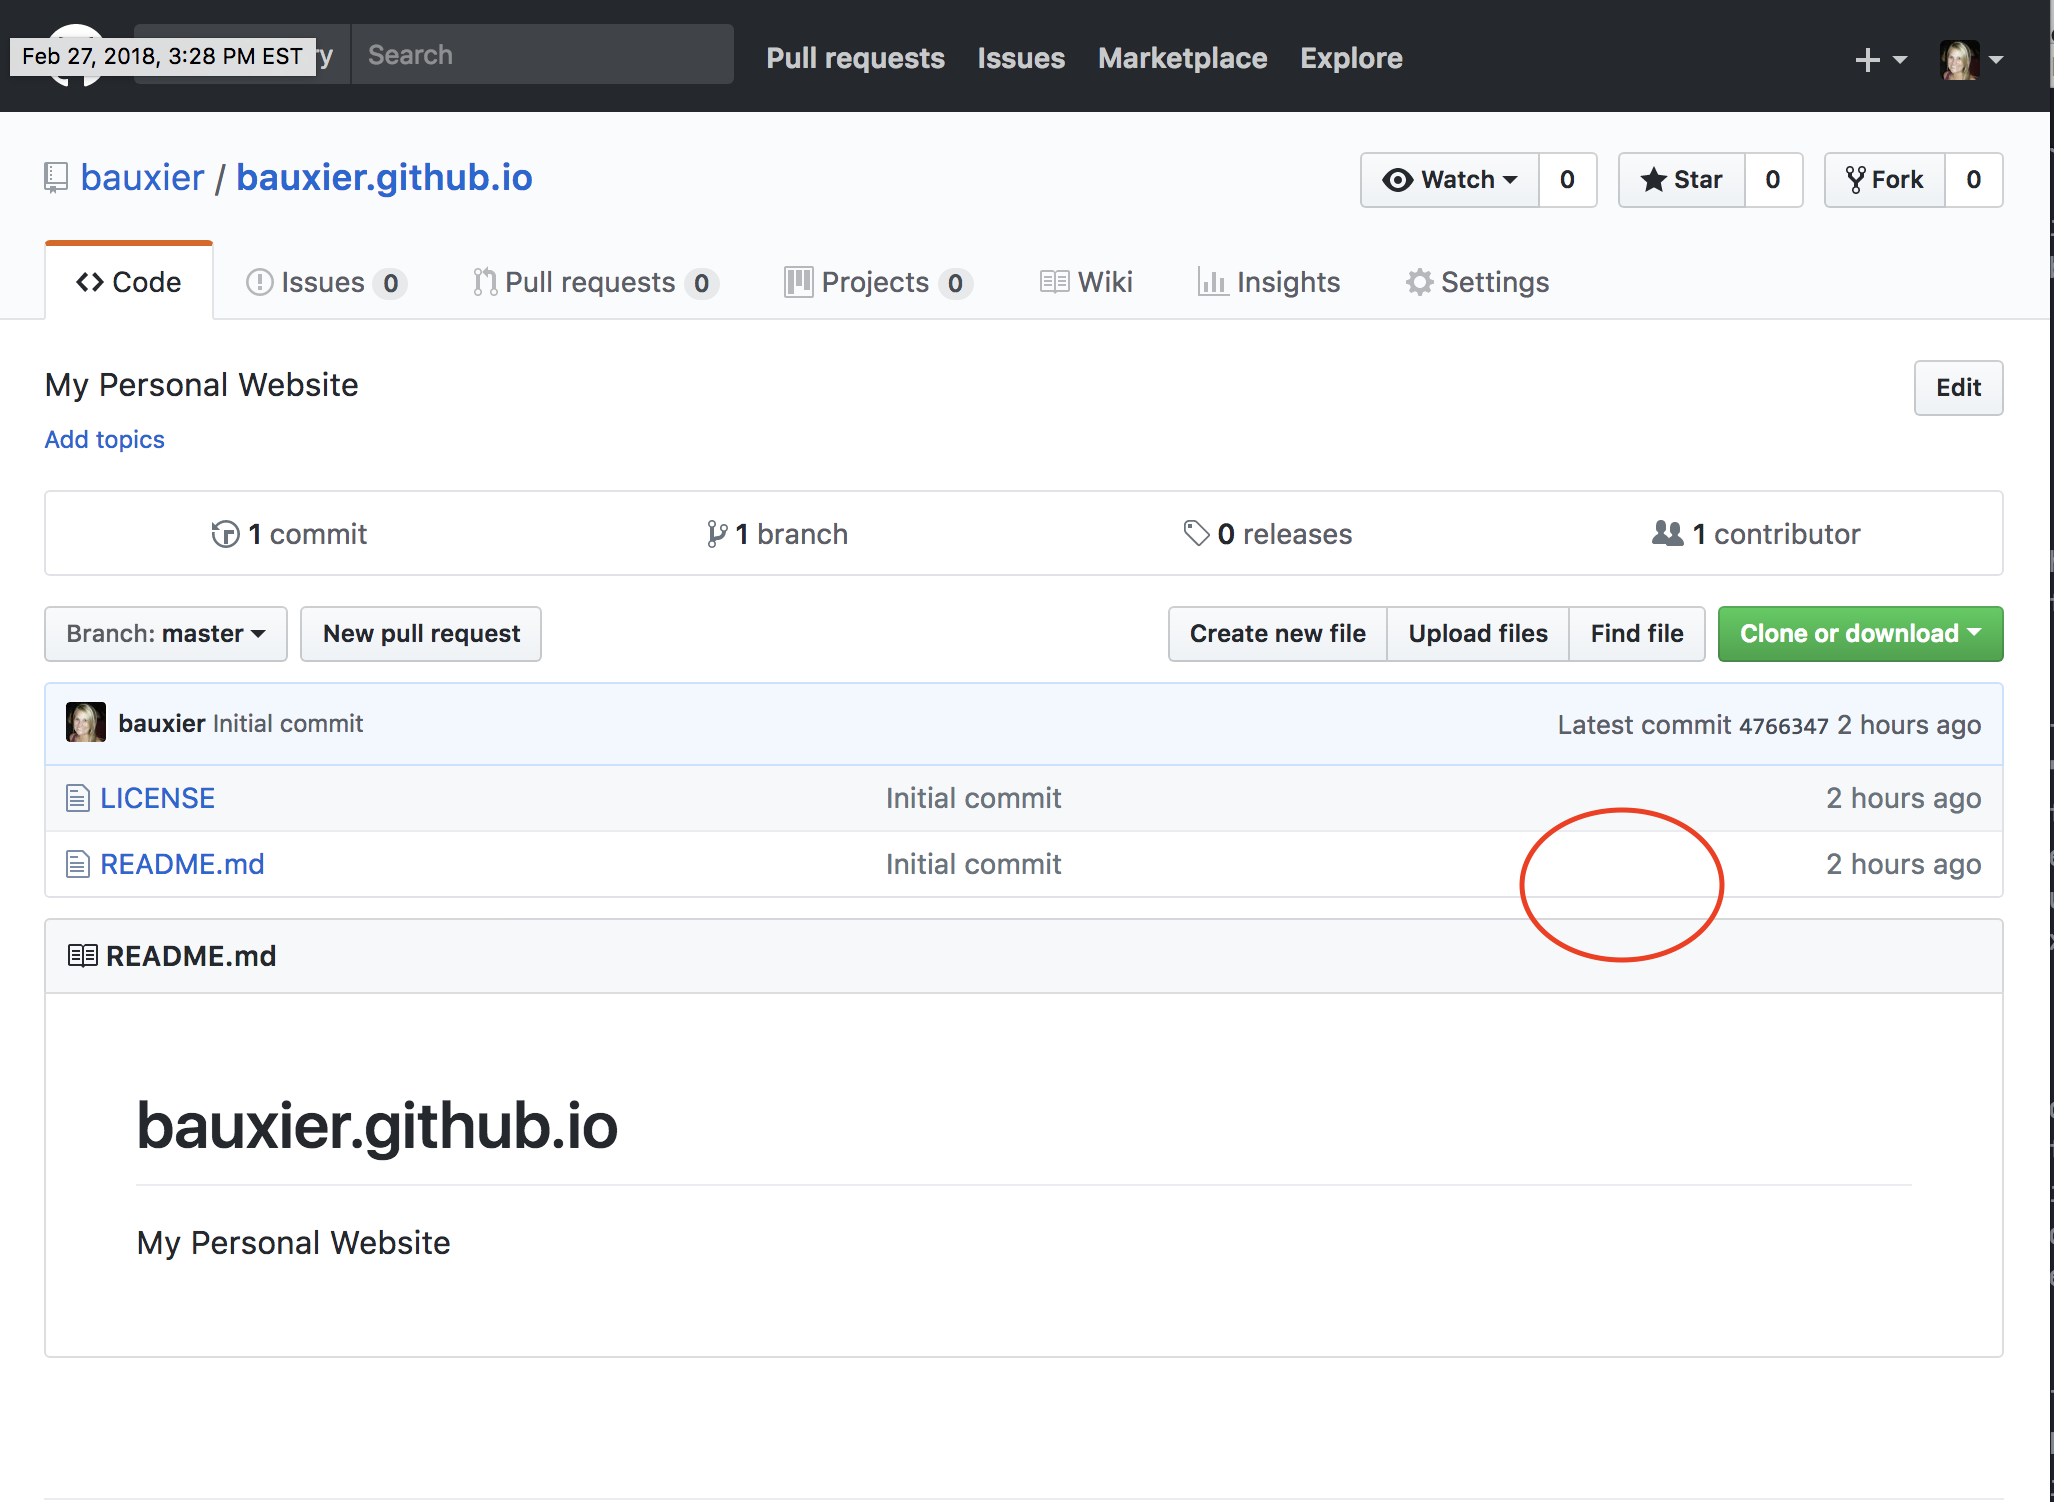 Feb 27, 2018, 3:28 PM EST
Search
Pull requests Issues Marketplace Explore
bauxier / bauxier.github.io
Watch 0 Star 0 Fork 0
Code Issues 0 Pull requests 0 Projects 0 Wiki Insights Settings
My Personal Website
Edit
Add topics
1 commit 1 branch 0 releases 1 contributor
Branch: master New pull request Create new file Upload files Find file Clone or download
bauxier Initial commit Latest commit 4766347 2 hours ago
LICENSE Initial commit 2 hours ago
README.md Initial commit 2 hours ago
README.md
bauxier.github.io
My Personal Website